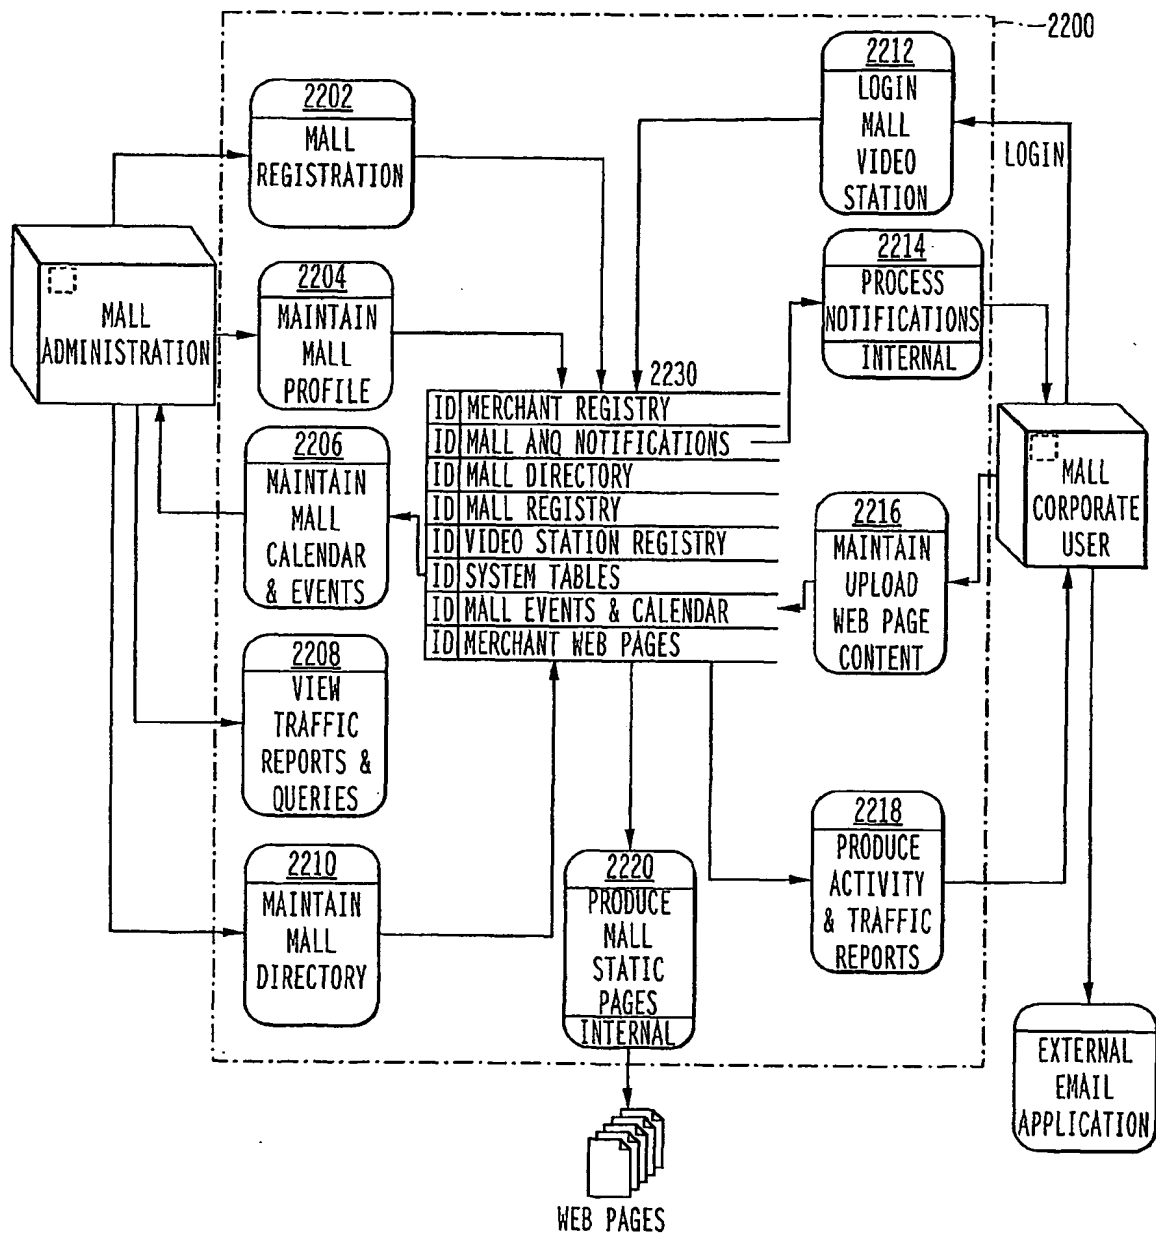 2200
2202
MALL
REGISTRATION
2212
LOGIN
MALL
VIDEO
STATION
LOGIN
MALL
ADMINISTRATION
2204
MAINTAIN
MALL
PROFILE
2214
PROCESS
NOTIFICATIONS
INTERNAL
2230
ID MERCHANT REGISTRY
ID MALL ANQ NOTIFICATIONS
ID MALL DIRECTORY
ID MALL REGISTRY
ID VIDEO STATION REGISTRY
ID SYSTEM TABLES
ID MALL EVENTS & CALENDAR
ID MERCHANT WEB PAGES
2206
MAINTAIN
MALL
CALENDAR
& EVENTS
MALL
CORPORATE
USER
2216
MAINTAIN
UPLOAD
WEB PAGE
CONTENT
2208
VIEW
TRAFFIC
REPORTS &
QUERIES
2210
MAINTAIN
MALL
DIRECTORY
2220
PRODUCE
MALL
STATIC
PAGES
INTERNAL
2218
PRODUCE
ACTIVITY
& TRAFFIC
REPORTS
EXTERNAL
EMAIL
APPLICATION
WEB PAGES